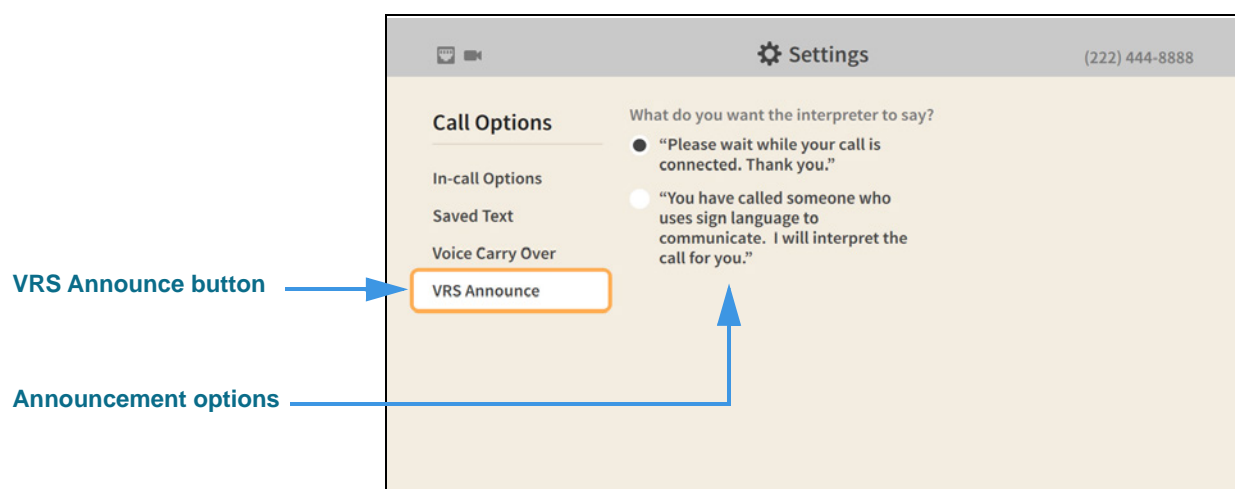 Settings
(222) 444-8888
Call Options
In-call Options
Saved Text
Voice Carry Over
VRS Announce
What do you want the interpreter to say?
“Please wait while your call is
connected. Thank you.”
“You have called someone who
uses sign language to
communicate.  I will interpret the
call for you.”
VRS Announce button
Announcement options